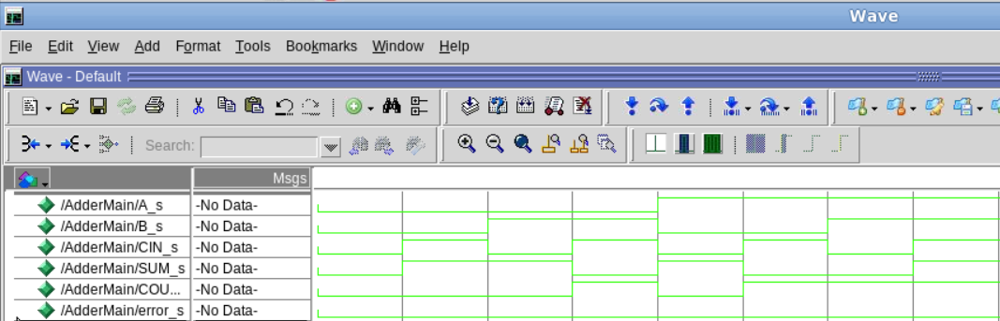 Wave
File Edit View Add Format Tools Bookmarks Window Help
Wave - Default
Search:
Msgs
/AdderMain/A_s -No Data-
/AdderMain/B_s -No Data-
/AdderMain/CIN_s -No Data-
/AdderMain/SUM_s -No Data-
/AdderMain/COU... -No Data-
/AdderMain/error_s -No Data-